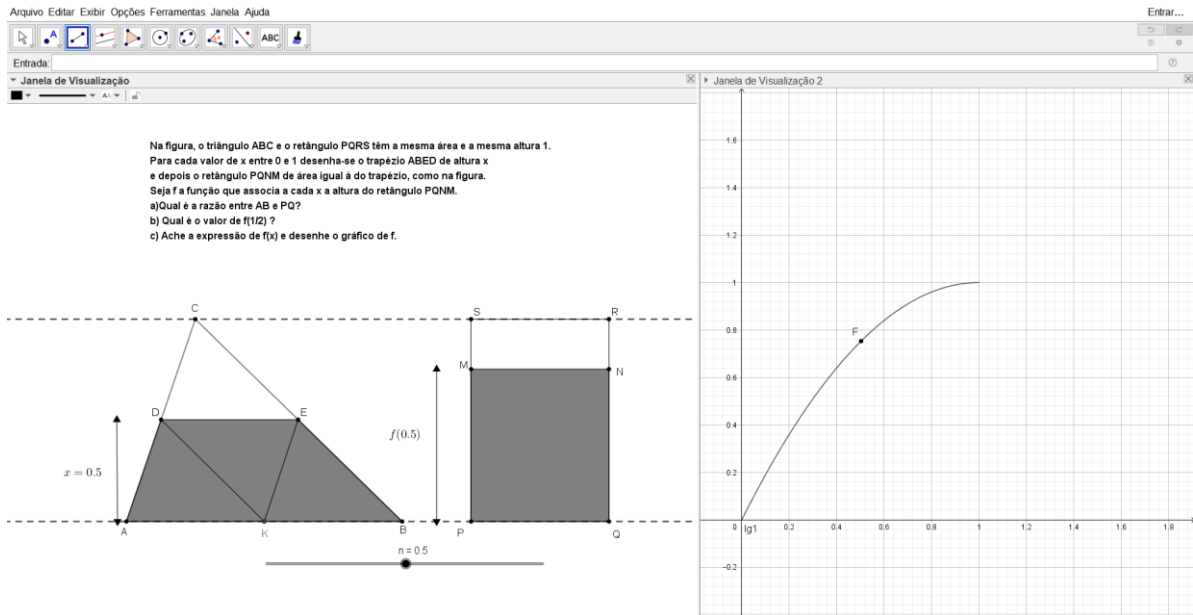 Arquivo Editar Exibir Opções Ferramentas Janela Ajuda
Entrar...
A
ABC
Entrada:
Janela de Visualização
Janela de Visualização 2
AA
Na figura, o triângulo ABC e o retângulo PQRS têm a mesma área e a mesma altura 1.
Para cada valor de x entre 0 e 1 desenha-se o trapézio ABED de altura x
e depois o retângulo PQNM de área igual à do trapézio, como na figura.
Seja f a função que associa a cada x a altura do retângulo PQNM.
a)Qual é a razão entre AB e PQ?
b) Qual é o valor de f(1/2) ?
c) Ache a expressão de f(x) e desenhe o gráfico de f.
C
S
R
M
N
D
E
f(0.5)
x = 0.5
A
K
B
P
Q
n = 0.5
1.6
1.4
1.2
1
0.8
F
0.6
0.4
0.2
0
lg1
0.2
0.4
0.6
0.8
1
1.2
1.4
1.6
1.8
-0.2